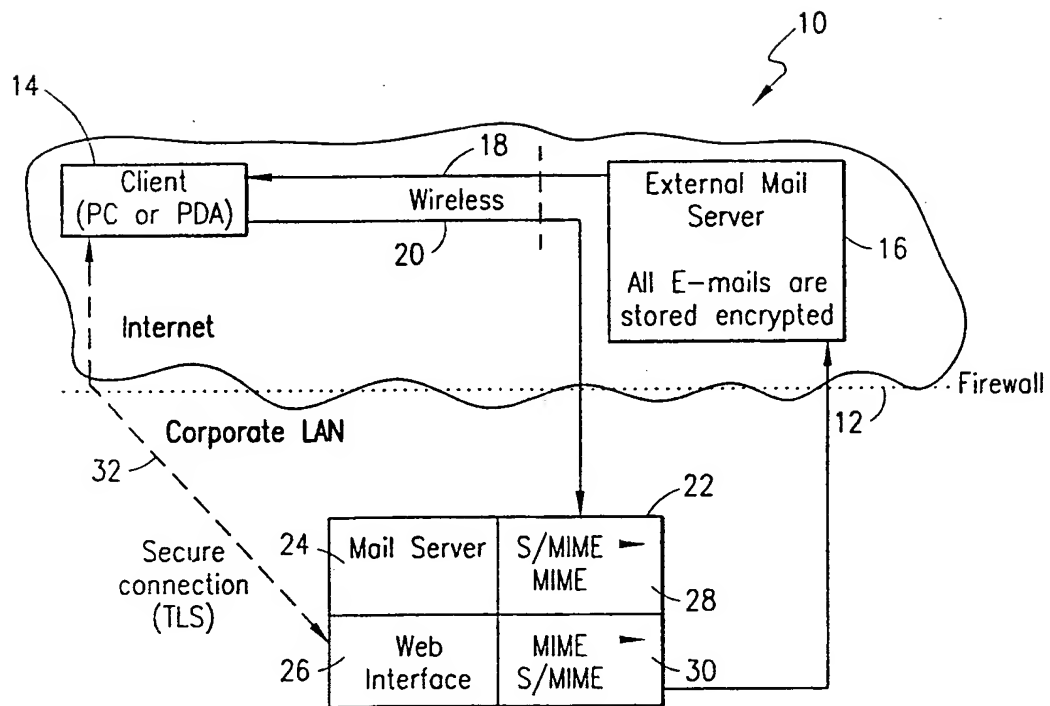 10
14
18
Client
(PC or PDA)
Wireless
20
External Mail
Server
All E-mails are
stored encrypted
16
Internet
Firewall
12
Corporate LAN
32
Secure
connection
(TLS)
22
24
Mail Server
S/MIME
MIME
28
26
Web
Interface
MIME
S/MIME
30